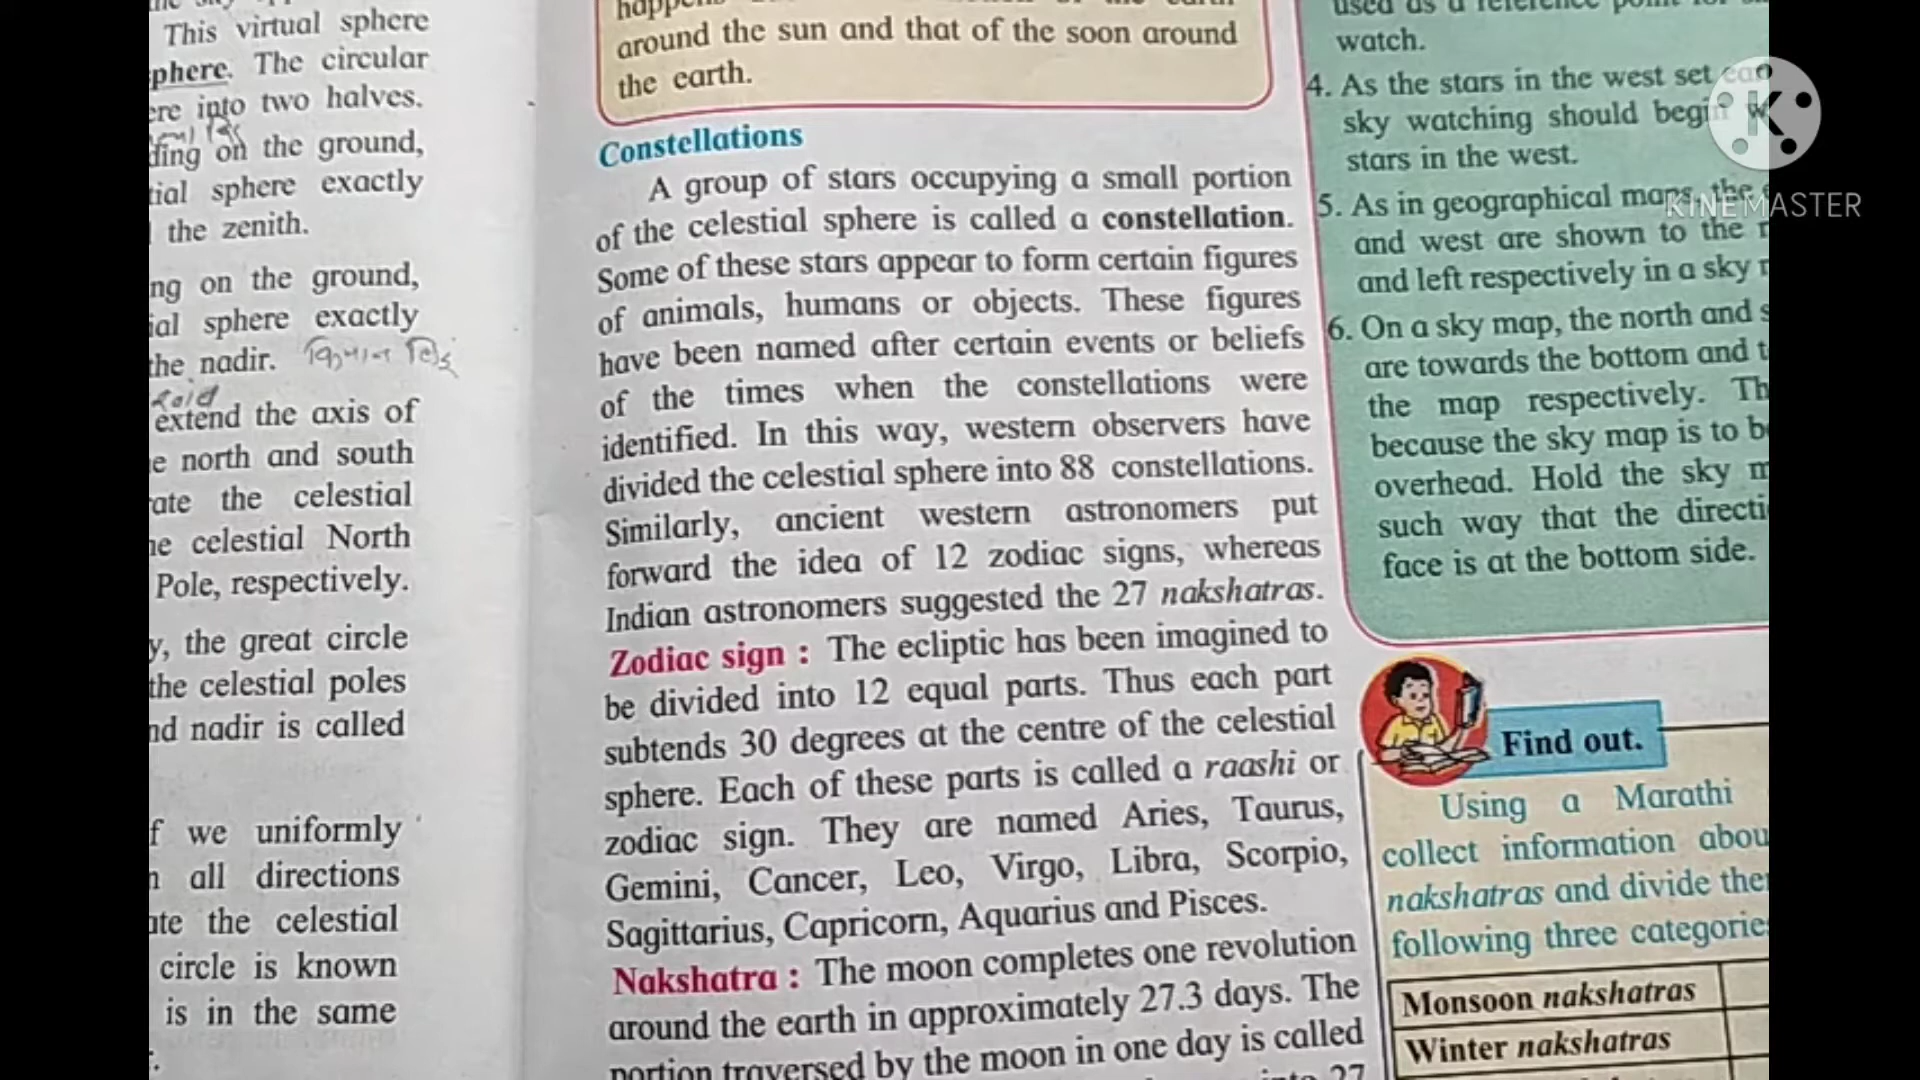 This virtual sphere
phere. The circular
ere into two halves.
ding on the ground,
tial sphere exactly
the zenith.
ng on the ground,
ial sphere exactly
the nadir.
extend the axis of
e north and south
rate the celestial
he celestial North
Pole, respectively.
y, the great circle
the celestial poles
nd nadir is called
f we uniformly
n all directions
ate the celestial
circle is known
is in the same
around the sun and that of the soon around
the earth.
Constellations
A group of stars occupying a small portion
of the celestial sphere is called a constellation.
Some of these stars appear to form certain figures
of animals, humans or objects. These figures
have been named after certain events or beliefs
of the times when the constellations were
identified. In this way, western observers have
divided the celestial sphere into 88 constellations.
Similarly, ancient western astronomers put
forward the idea of 12 zodiac signs, whereas
Indian astronomers suggested the 27 nakshatras.
Zodiac sign : The ecliptic has been imagined to
be divided into 12 equal parts. Thus each part
subtends 30 degrees at the centre of the celestial
sphere. Each of these parts is called a raashi or
zodiac sign. They are named Aries, Taurus,
Gemini, Cancer, Leo, Virgo, Libra, Scorpio,
Sagittarius, Capricorn, Aquarius and Pisces.
Nakshatra : The moon completes one revolution
around the earth in approximately 27.3 days. The
portion traversed by the moon in one day is called
used as a reference point for
watch.
4. As the stars in the west set
sky watching should begin
stars in the west.
5. As in geographical maps, the
and west are shown to the
and left respectively in a sky
6. On a sky map, the north and
are towards the bottom and
the map respectively.
because the sky map is to
overhead. Hold the sky
such way that the
face is at the bottom side.
Find out.
Using a Marathi
collect information
nakshatras and divide
following three
Monsoon nakshatras
Winter nakshatras
KINEMASTER